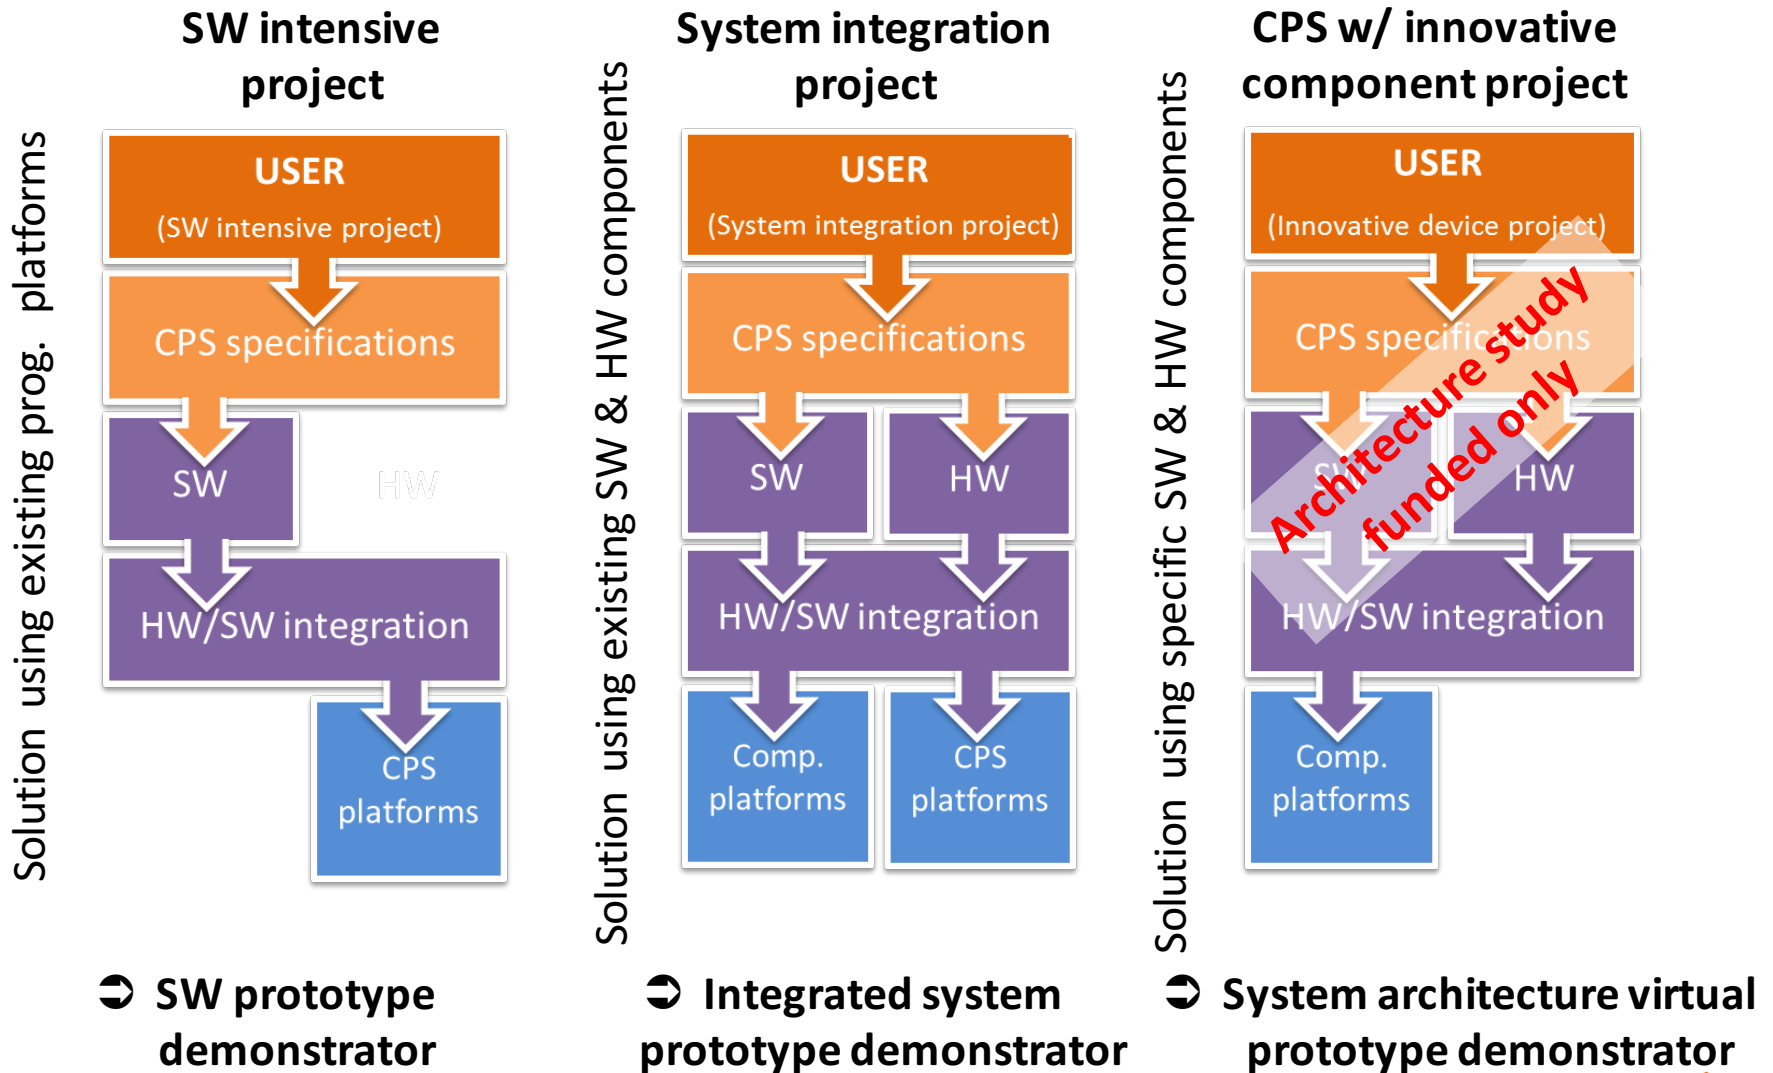 SW intensive
project
Solution using existing prog. platforms
USER
(SW intensive project)
CPS specifications
SW
HW
HW/SW integration
CPS
platforms
➲ SW prototype
demonstrator
System integration
project
Solution using existing SW & HW components
USER
(System integration project)
CPS specifications
SW
HW
HW/SW integration
Comp.
platforms
CPS
platforms
➲ Integrated system
prototype demonstrator
CPS w/ innovative
component project
Solution using specific SW & HW components
USER
(Innovative device project)
CPS specifications
Architecture study
funded only
SW
HW
HW/SW integration
Comp.
platforms
➲ System architecture virtual
prototype demonstrator